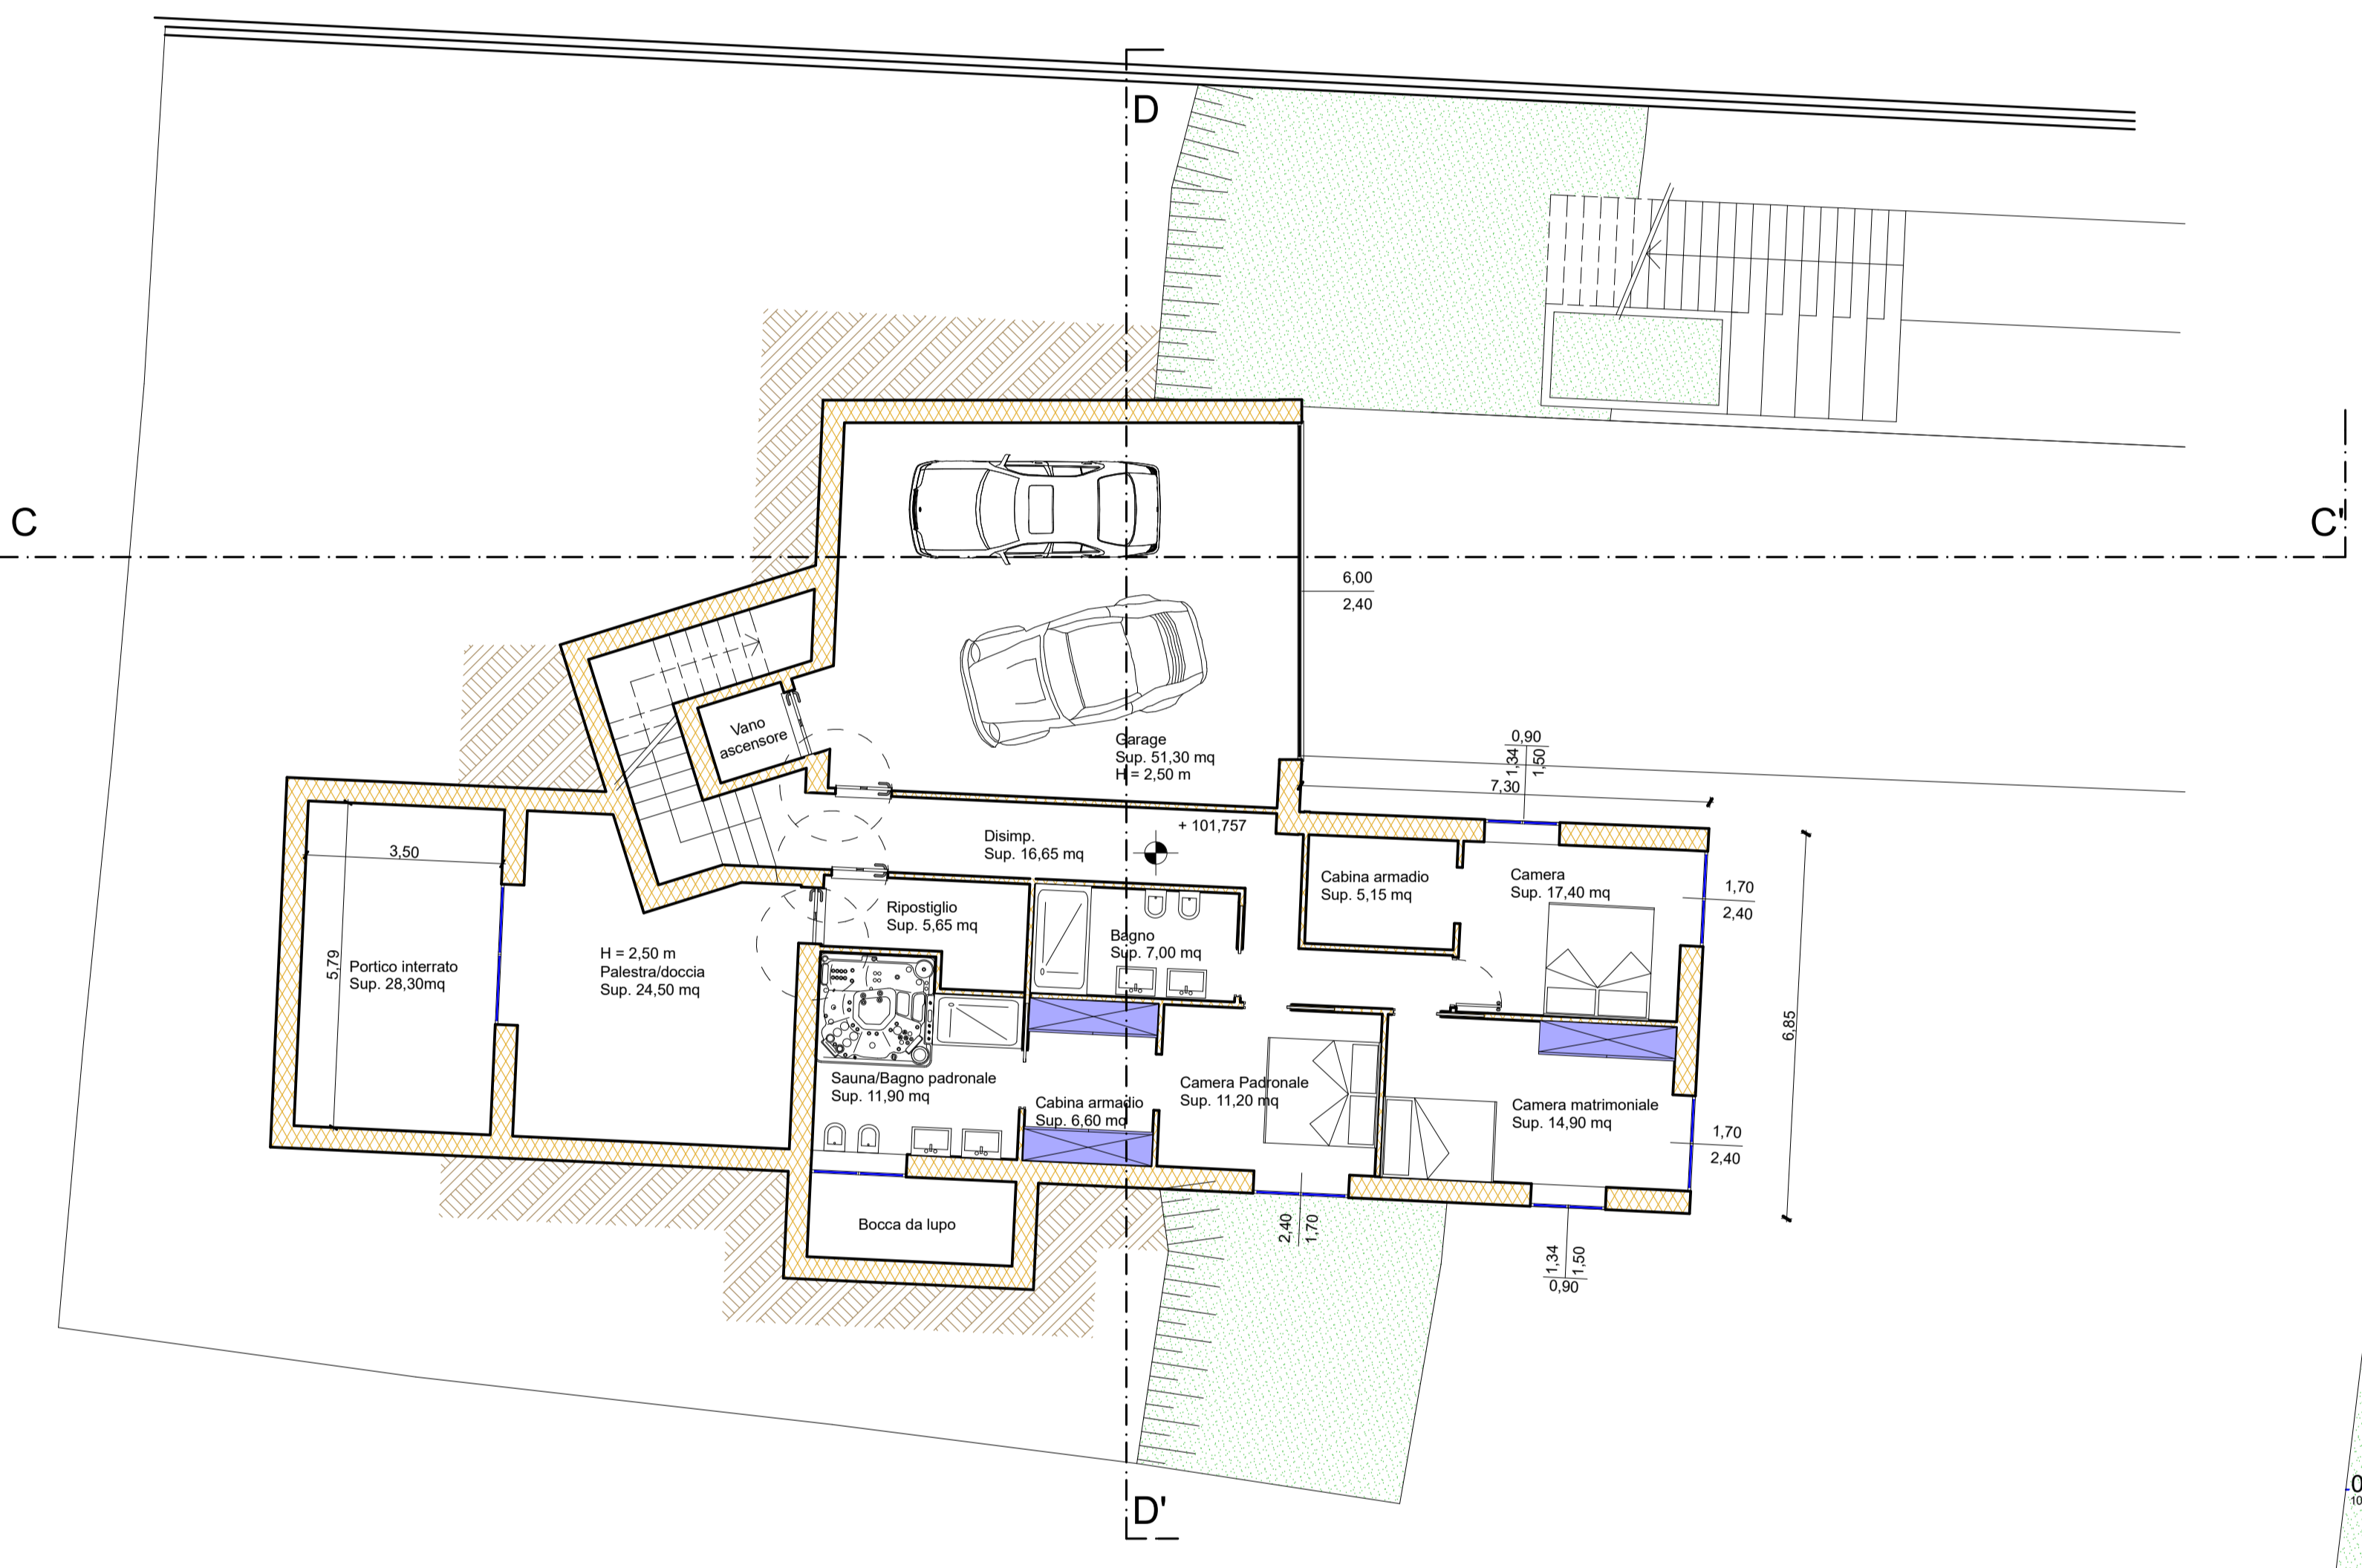 D
C
C'
6,00
2,40
Vano
ascensore
Garage
Sup. 51,30 mq
H = 2,50 m
0,90
1,34
1,50
7,30
+ 101,757
Disimp.
Sup. 16,65 mq
3,50
5,79
Portico interrato
Sup. 28,30mq
H = 2,50 m
Palestra/doccia
Sup. 24,50 mq
Ripostiglio
Sup. 5,65 mq
Bagno
Sup. 7,00 mq
Cabina armadio
Sup. 5,15 mq
Camera
Sup. 17,40 mq
1,70
2,40
6,85
Sauna/Bagno padronale
Sup. 11,90 mq
Cabina armadio
Sup. 6,60 mq
Camera Padronale
Sup. 11,20 mq
Camera matrimoniale
Sup. 14,90 mq
1,70
2,40
Bocca da lupo
2,40
1,70
1,34
1,50
0,90
D'